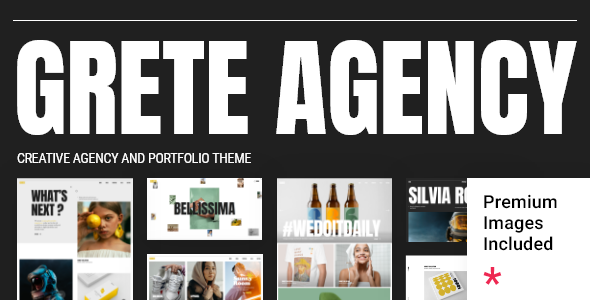 GRETE AGENCY
CREATIVE AGENCY AND PORTFOLIO THEME
WHAT'S
NEXT ?
BELLISSIMA
#WEDOITDAILY
SILVIA RO
Premium
Images
Included
*